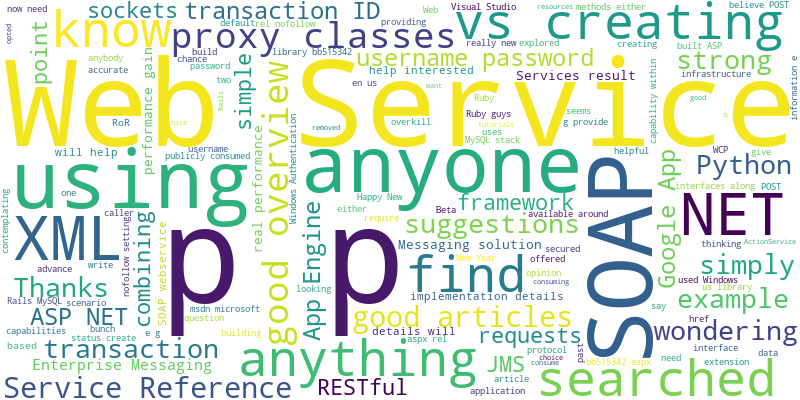 sockets
transaction ID
now need
know
proxy classes
default
rel nofollow
Web
Visual Studio
vs creating
believe POST
resources
methods either
opted
point
anybody
accurate
performance gain
RoR
build
chance
password
two
Rails
nice
simple
library bb515342
providing
really new
explored
username password
creating
built ASP
strong
infrastructure
information e
help interested
Services result
en us
Web Service
overkill
Ruby
Ruby guys
want
tutorials
removed
MySQL stack
uses
seems
g provide
capability within
good
WCP
give
will help
publicly consumed
username
one
contemplating
using
good overview
real performance
Windows Authentication
anyone
helpful
Python
interfaces along
POST
Happy New
either
require
framework
Beta
available around
SOAP
Google App
NET
thinking
ActionService
XML
caller
combining
nofollow setting
SOAP webservice
p p
App Engine
suggestions
Messaging solution
secured
offered
New Year
opinion
consuming
used Windows
simply
us library
advance
write
Thanks
looking
find
implementation details
say
example
Rails MySQL
scenario
msdn microsoft
question
building
e g
ASP NET
capabilities
bunch
status create
based
good articles
details will
requests
past
href
wondering
interface
data
transaction
Enterprise Messaging
anything
aspx rel
JMS
protocol
choice
consume
bb515342 aspx
need
extension
Service Reference
RESTful
article
application
searched